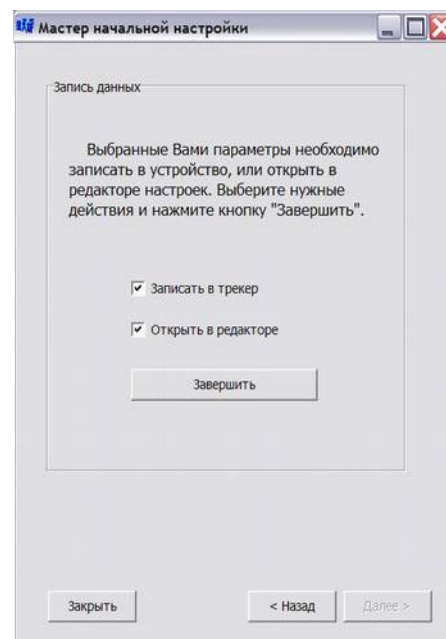 Мастер начальной настройки
Запись данных
Выбранные Вами параметры необходимо
записать в устройство, или открыть в
редакторе настроек. Выберите нужные
действия и нажмите кнопку "Завершить".
Записать в трекер
Открыть в редакторе
Завершить
Закрыть
< Назад
Далее >